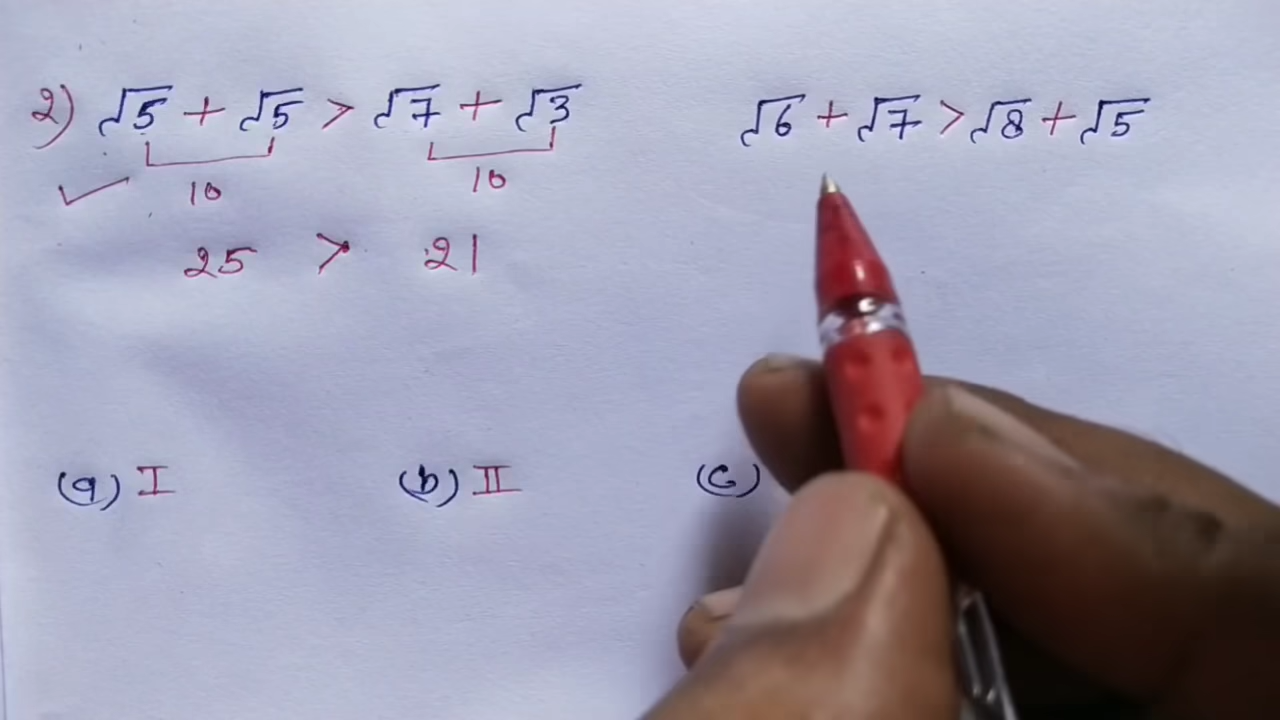 2) √5 + √5 > √7 + √3
10 10
25 > 21
√6 + √7 > √8 + √5
(a) I (b) II (c)